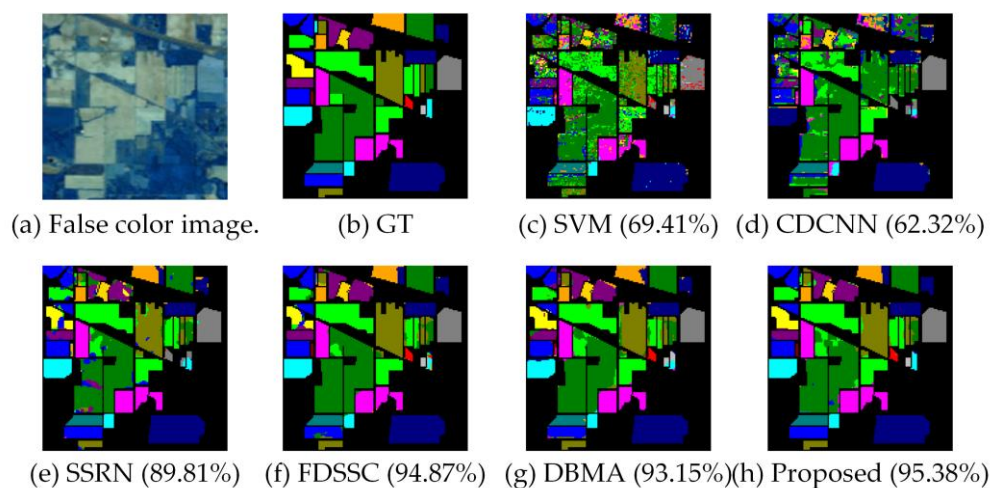 (a) False color image. (b) GT (c) SVM (69.41%) (d) CDCNN (62.32%)
(e) SSRN (89.81%) (f) FDSSC (94.87%) (g) DBMA (93.15%)(h) Proposed (95.38%)